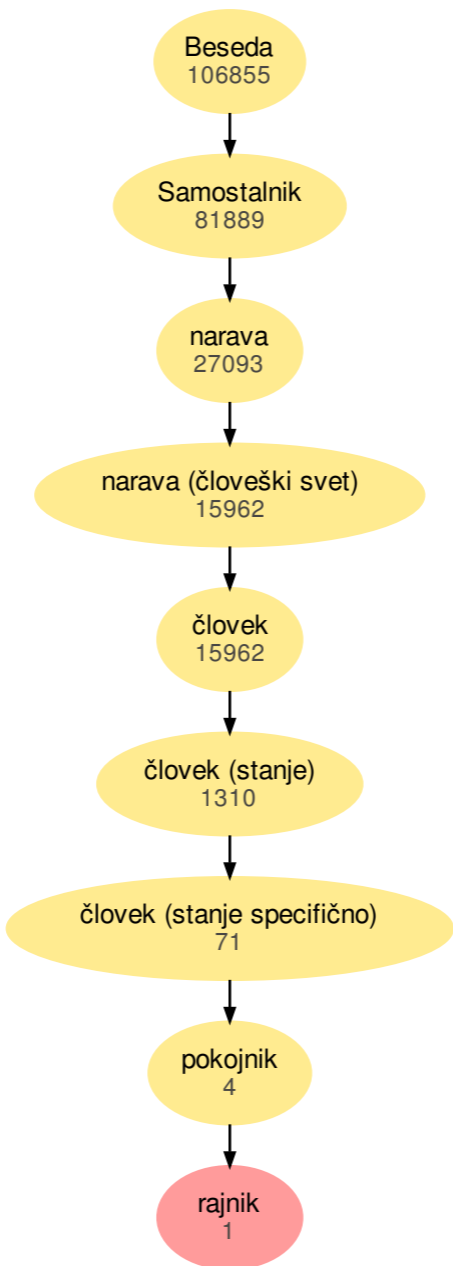 Beseda
106855
Samostalnik
81889
narava
27093
narava (človeški svet)
15962
človek
15962
človek (stanje)
1310
človek (stanje specifično)
71
pokojnik
4
rajnik
1